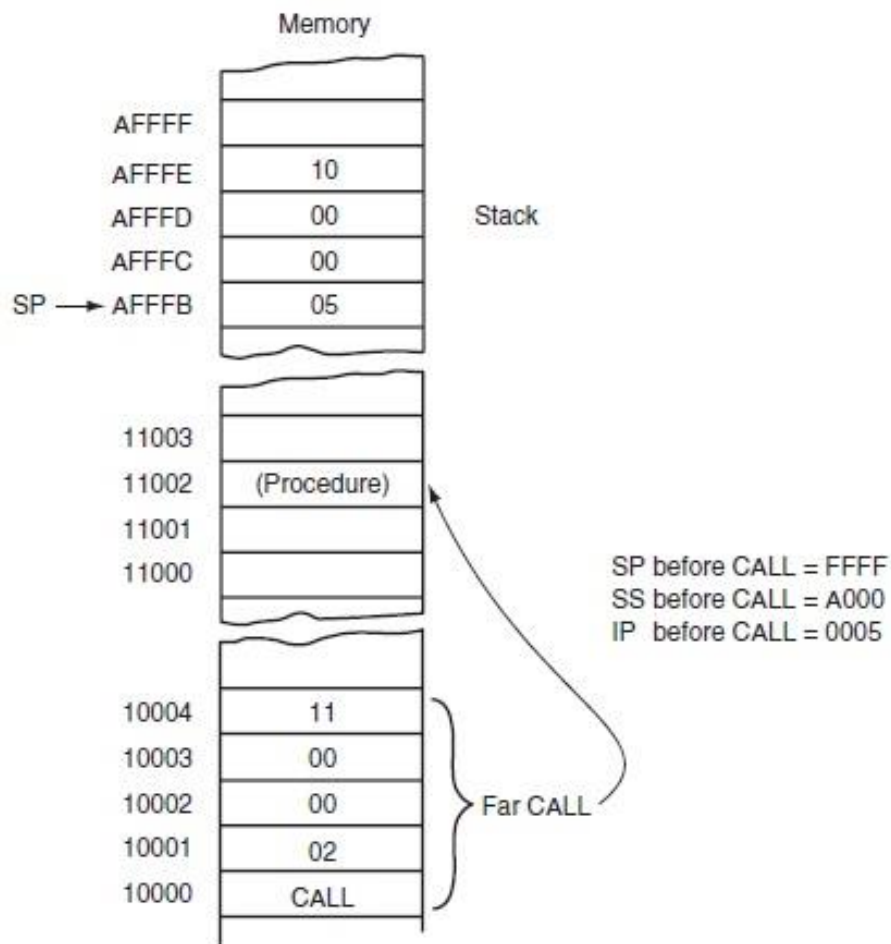 Memory
AFFFF
AFFFE 10
AFFFD 00
Stack
AFFFC 00
SP AFFFB 05
11003
11002 (Procedure)
11001
11000
SP before CALL = FFFF
SS before CALL = A000
IP before CALL = 0005
10004 11
10003 00
10002 00
Far CALL
10001 02
10000 CALL